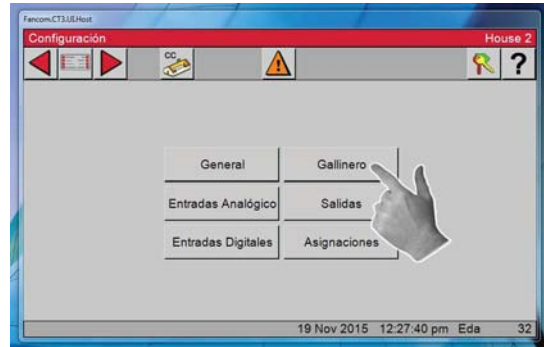 Fancom.CT3.UI.Host
Configuración House 2
CC ?
General Gallinero
Entradas Analógico Salidas
Entradas Digitales Asignaciones
19 Nov 2015 12:27:40 pm Eda 32